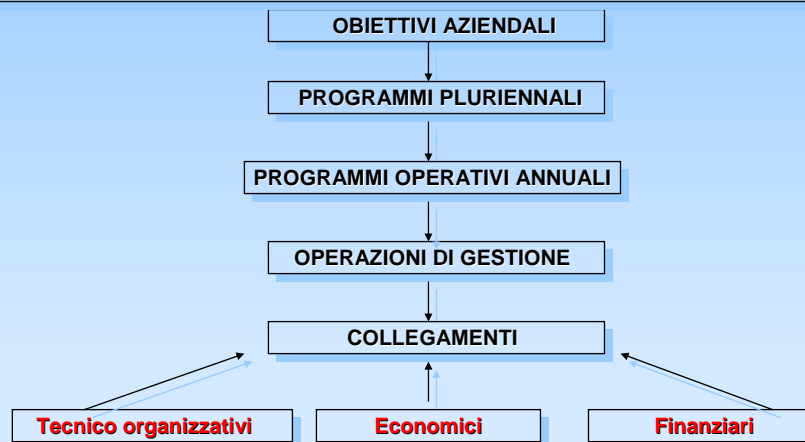 OBIETTIVI AZIENDALI
PROGRAMMI PLURIENNALI
PROGRAMMI OPERATIVI ANNUALI
OPERAZIONI DI GESTIONE
COLLEGAMENTI
Tecnico organizzativi
Economici
Finanziari